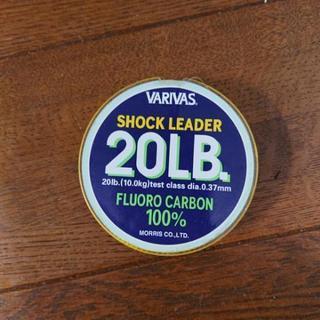 VARIVAS®
SHOCK LEADER
20LB.
20lb.(10.0kg)test class dia.0.37mm
FLUORO CARBON
100%
MORRIS CO.,LTD.